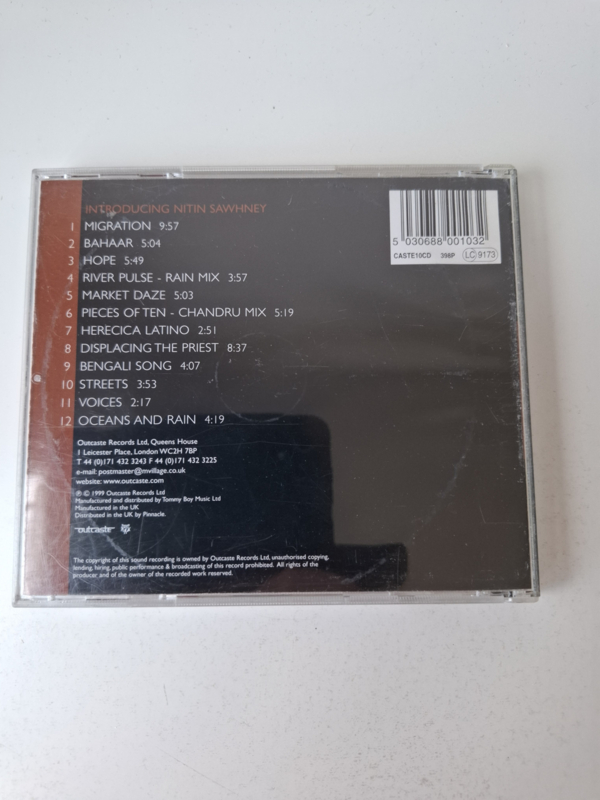 INTRODUCING NITIN SAWHNEY
1 MIGRATION 9:57
2 BAHAAR 5:04
3 HOPE 5:49
4 RIVER PULSE - RAIN MIX 3:57
5 MARKET DAZE 5:03
6 PIECES OF TEN - CHANDRU MIX 5:19
7 HERECICA LATINO 2:51
8 DISPLACING THE PRIEST 8:37
9 BENGALI SONG 4:07
10 STREETS 3:53
11 VOICES 2:17
12 OCEANS AND RAIN 4:19
5 030688 001032
CASTE10CD 398P LC 9173
Outcaste Records Ltd, Queens House
1 Leicester Place, London WC2H 7BP
T 44 (0)171 432 3243 F 44 (0)171 432 3225
e-mail: postmaster@mvillage.co.uk
website: www.outcaste.com
℗ © 1999 Outcaste Records Ltd
Manufactured and distributed by Tommy Boy Music Ltd
Manufactured in the UK
Distributed in the UK by Pinnacle.
outcaste
The copyright of this sound recording is owned by Outcaste Records Ltd, unauthorised copying,
lending, hiring, public performance & broadcasting of this record prohibited. All rights of the
producer and of the owner of the recorded work reserved.